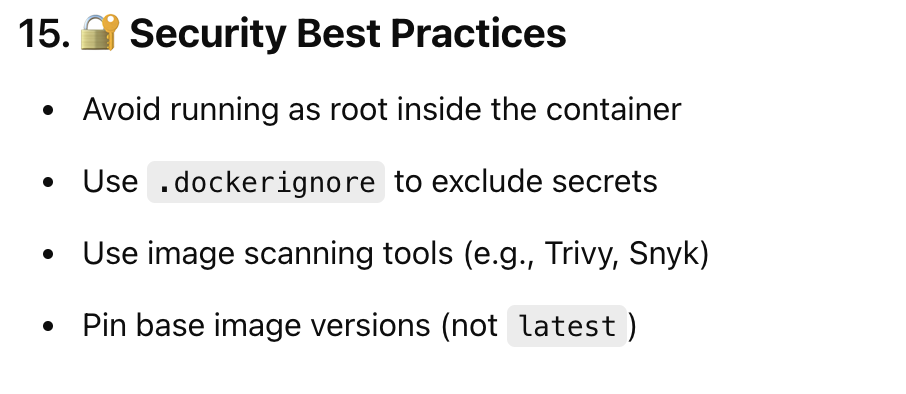 15. 🔐 Security Best Practices
• Avoid running as root inside the container
• Use .dockerignore to exclude secrets
• Use image scanning tools (e.g., Trivy, Snyk)
• Pin base image versions (not latest)